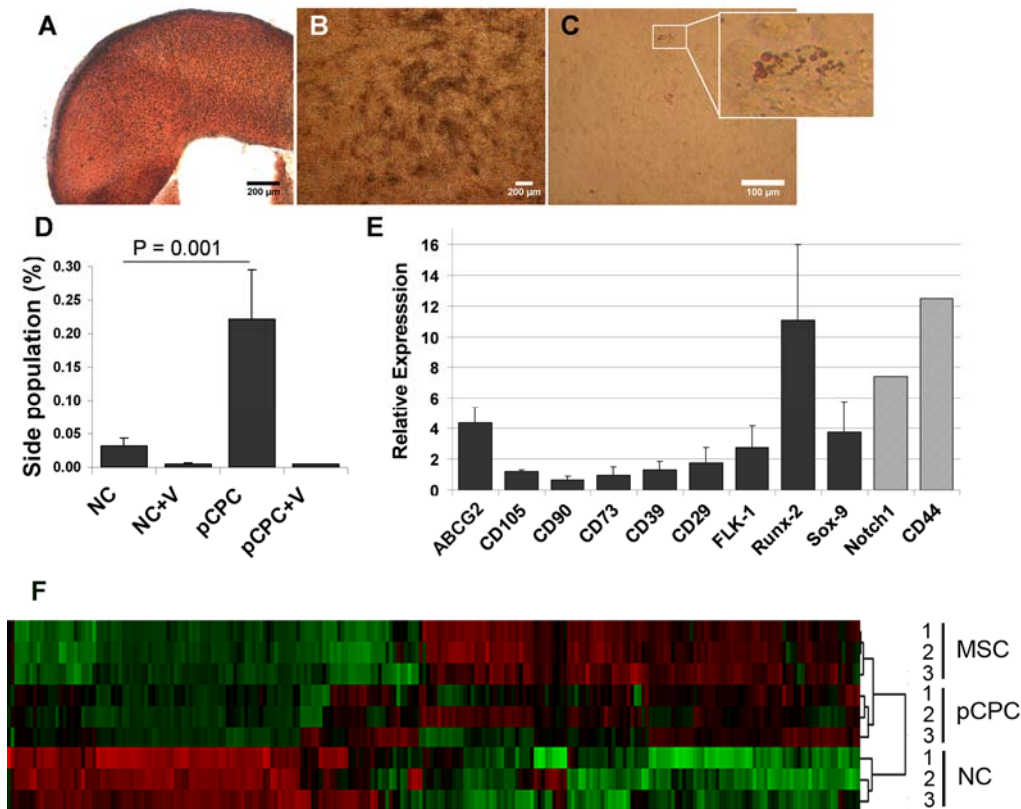 A
B
C
200 µm
200 µm
100 µm
D
P = 0.001
Side population (%)
0.30
0.25
0.20
0.15
0.10
0.05
0.00
NC
NC+V
pCPC
pCPC+V
E
Relative Expresssion
16
14
12
10
8
6
4
2
0
ABCG2
CD105
CD90
CD73
CD39
CD29
FLK-1
Runx-2
Sox-9
Notch1
CD44
F
1
2
3
MSC
1
2
3
pCPC
1
2
3
NC